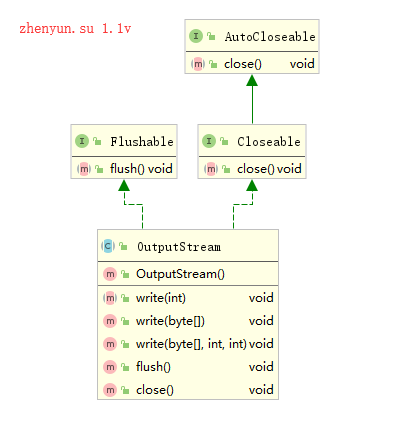 zhenyun.su 1.1v
I AutoCloseable
m close() void
I Flushable
m flush() void
I Closeable
m close() void
C OutputStream
m OutputStream()
m write(int) void
m write(byte[]) void
m write(byte[], int, int) void
m flush() void
m close() void